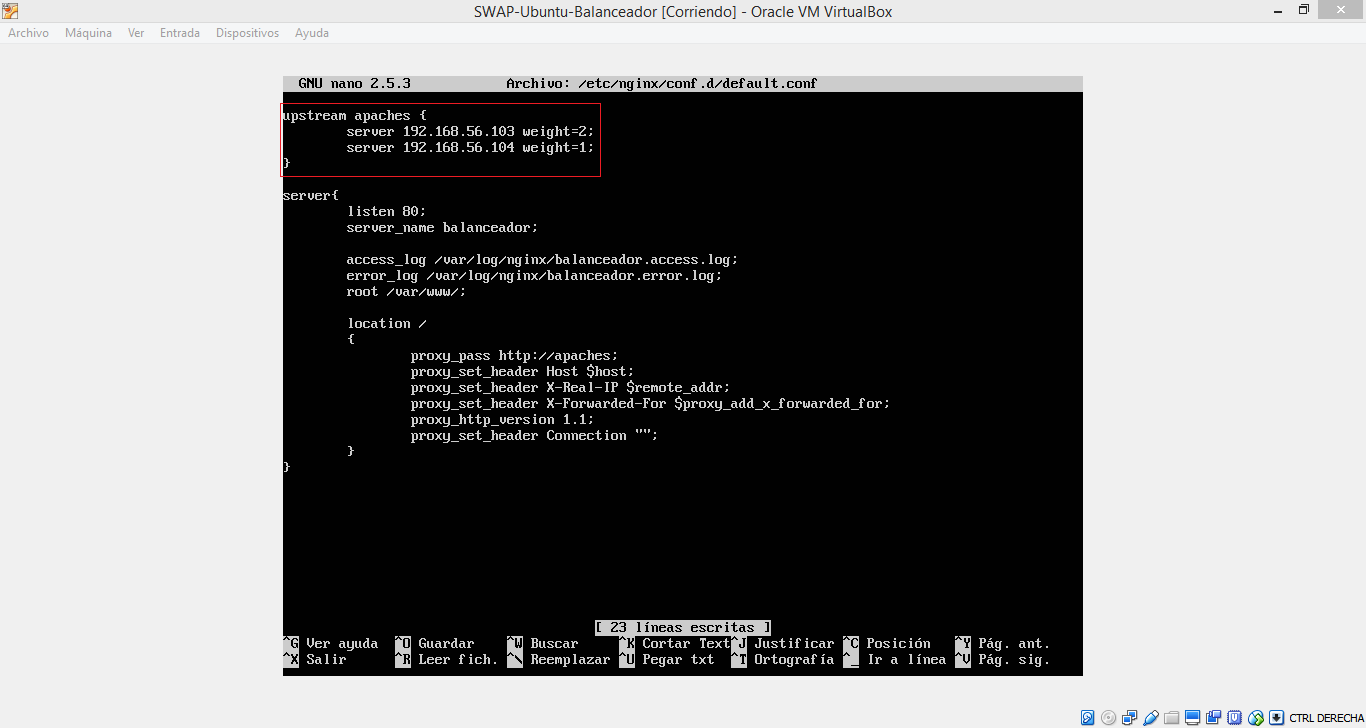 SWAP-Ubuntu-Balanceador [Corriendo] - Oracle VM VirtualBox
Archivo Máquina Ver Entrada Dispositivos Ayuda
GNU nano 2.5.3 Archivo: /etc/nginx/conf.d/default.conf
upstream apaches {
server 192.168.56.103 weight=2;
server 192.168.56.104 weight=1;
}
server{
listen 80;
server_name balanceador;
access_log /var/log/nginx/balanceador.access.log;
error_log /var/log/nginx/balanceador.error.log;
root /var/www/;
location /
{
proxy_pass http://apaches;
proxy_set_header Host $host;
proxy_set_header X-Real-IP $remote_addr;
proxy_set_header X-Forwarded-For $proxy_add_x_forwarded_for;
proxy_http_version 1.1;
proxy_set_header Connection "";
}
}
[ 23 líneas escritas ]
^G Ver ayuda ^O Guardar ^W Buscar ^K Cortar Text ^J Justificar ^C Posición ^Y Pág. ant.
^X Salir ^R Leer fich. ^\ Reemplazar ^U Pegar txt ^T Ortografía ^_ Ir a línea ^V Pág. sig.
CTRL DERECHA